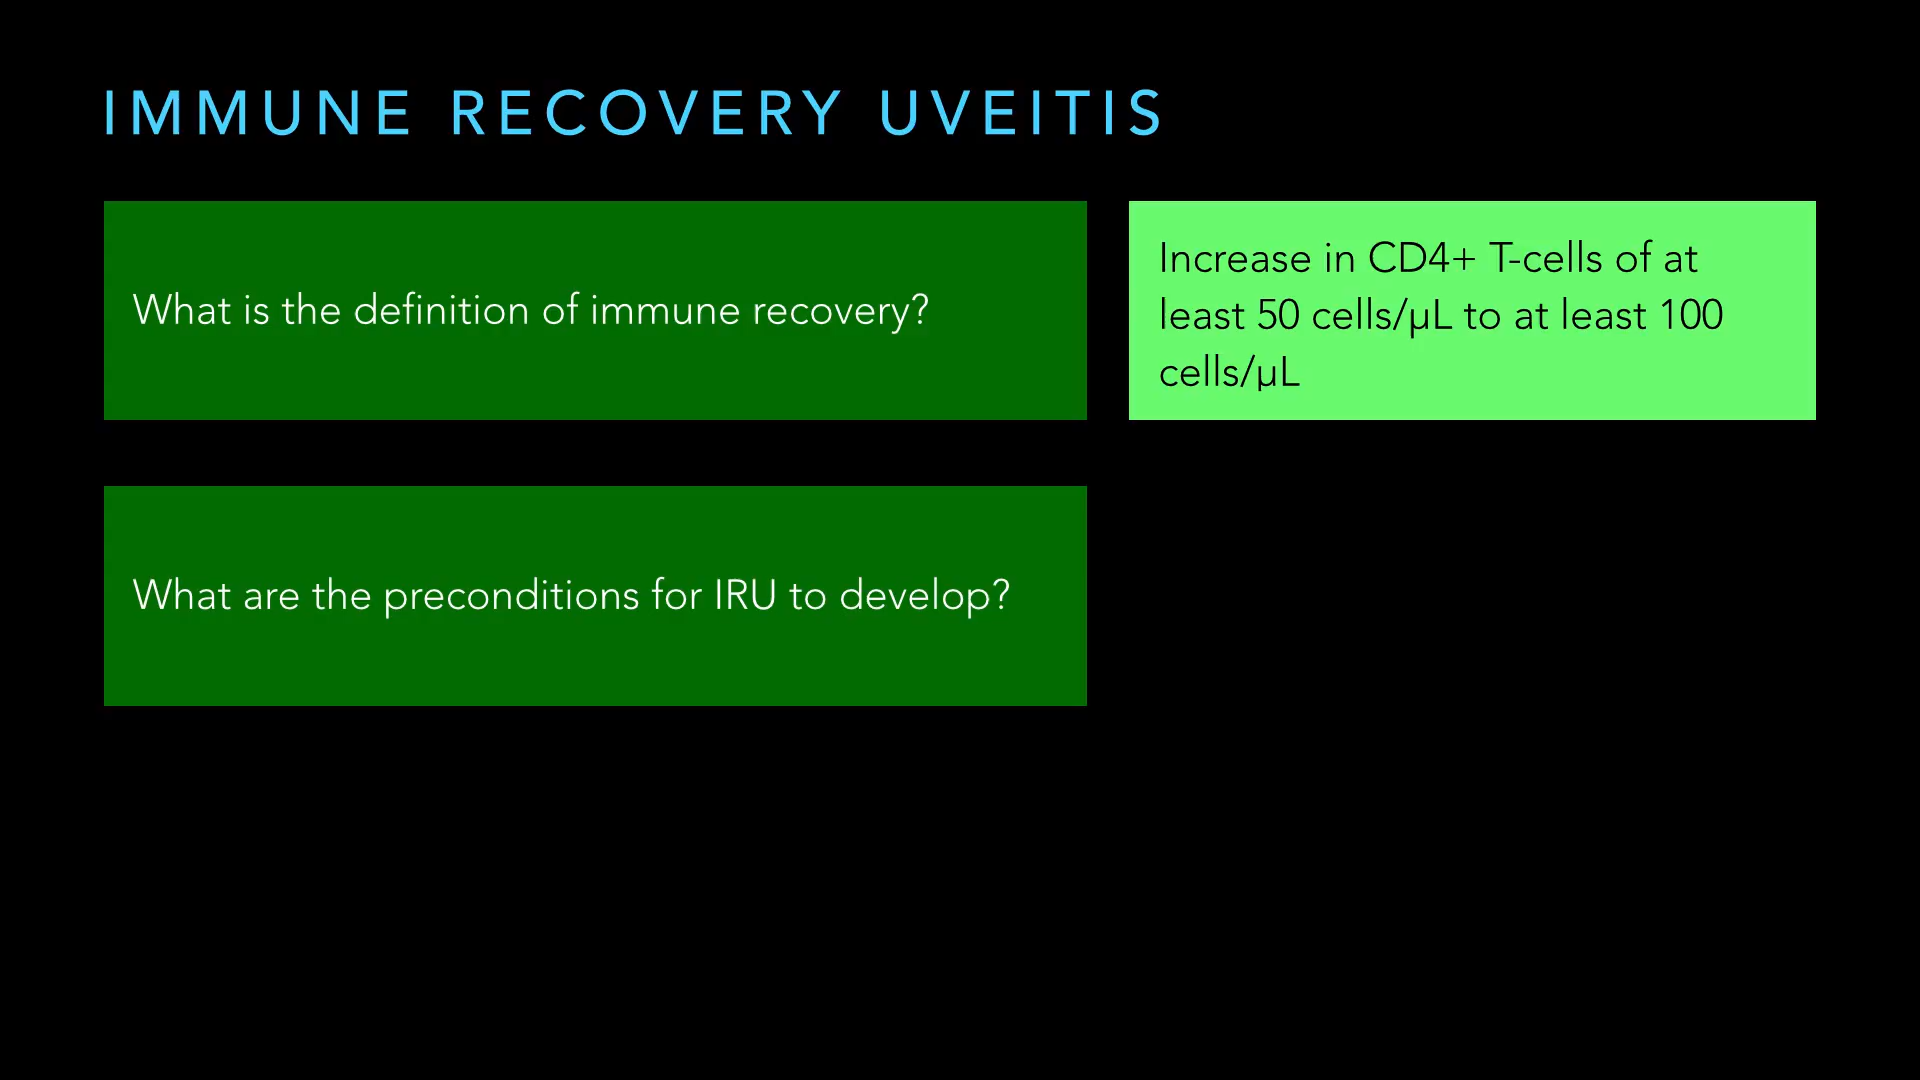 IMMUNE RECOVERY UVEITIS
What is the definition of immune recovery?
Increase in CD4+ T-cells of at
least 50 cells/µL to at least 100
cells/µL
What are the preconditions for IRU to develop?